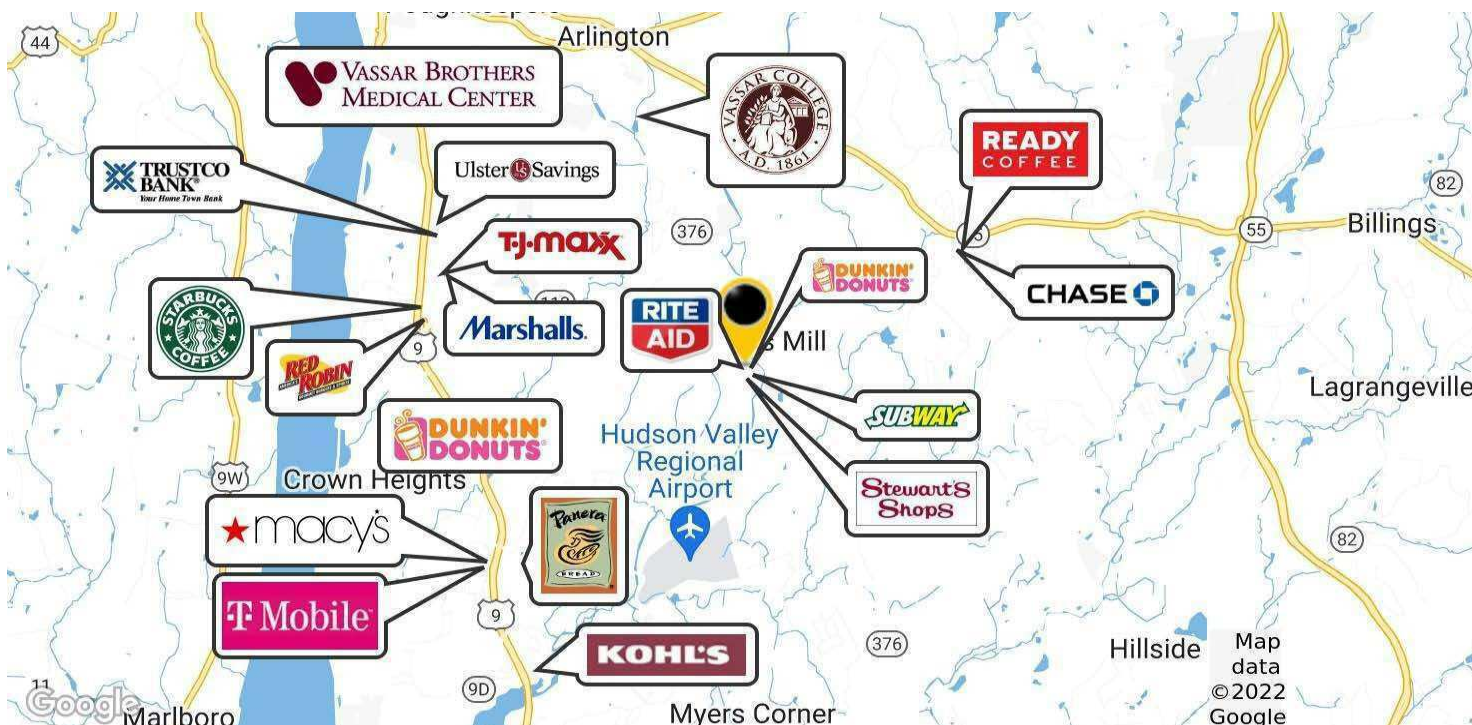 44
Arlington
VASSAR BROTHERS
MEDICAL CENTER
VASSAR COLLEGE
A.D. 1861
READY
COFFEE
TRUSTCO
BANK®
Your Home Town Bank
Ulster US Savings
82
376
55
Billings
T·J·maxx
DUNKIN'
DONUTS
CHASE
STARBUCKS
COFFEE
Marshalls.
RITE
AID
s Mill
RED
ROBIN
9
Lagrangeville
SUBWAY
DUNKIN'
DONUTS
Hudson Valley
Regional
Airport
9W
Crown Heights
Stewart's
Shops
macy's
Panera
BREAD
82
T Mobile
9
KOHL'S
376
Hillside
Map
data
©2022
Google
11
Google
9D
Marlboro
Myers Corner